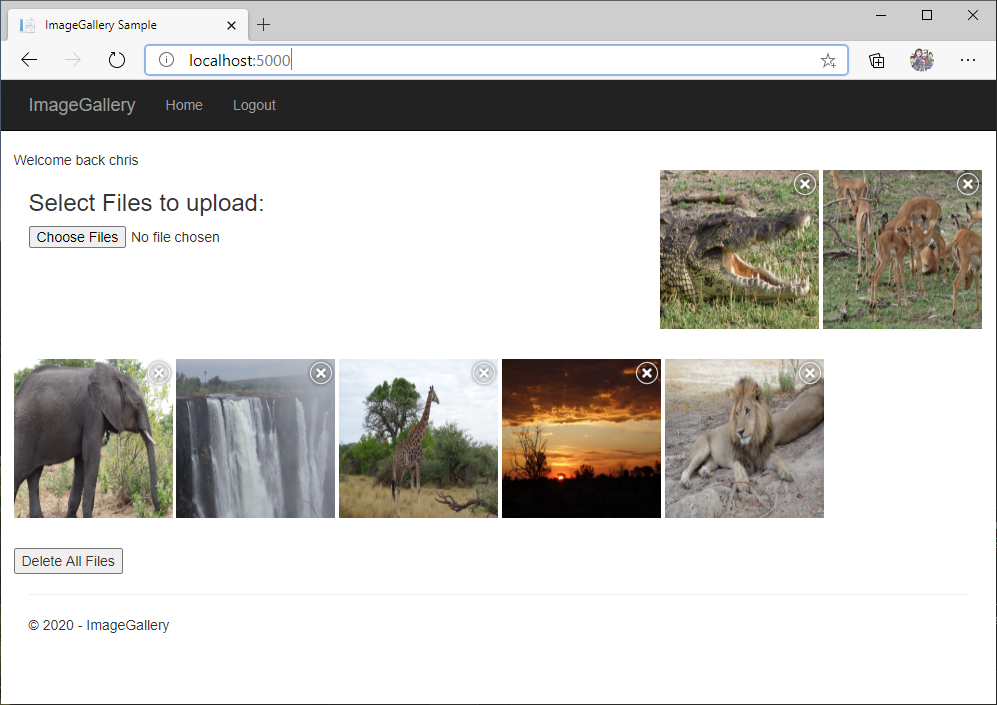 ImageGallery Sample
localhost:5000
ImageGallery Home Logout
Welcome back chris
Select Files to upload:
Choose Files No file chosen
Delete All Files
© 2020 - ImageGallery